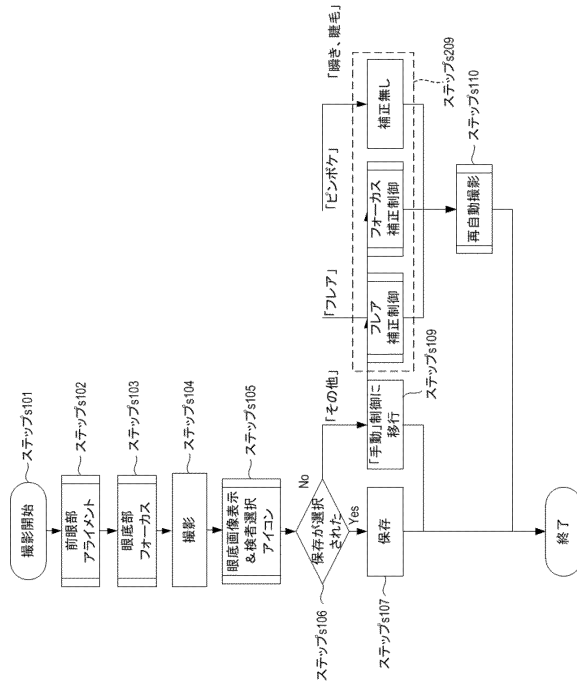 撮影開始
ステップs101
前眼部
アライメント
ステップs102
眼底部
フォーカス
ステップs103
撮影
ステップs104
眼底画像表示
&検者選択
アイコン
ステップs105
保存が選択
された
ステップs106
No
Yes
保存
ステップs107
「その他」
「フレア」
「ピンボケ」
「瞬き、睫毛」
「手動」制御に
移行
ステップs109
フレア
補正制御
フォーカス
補正制御
補正無し
ステップs209
再自動撮影
ステップs110
終了